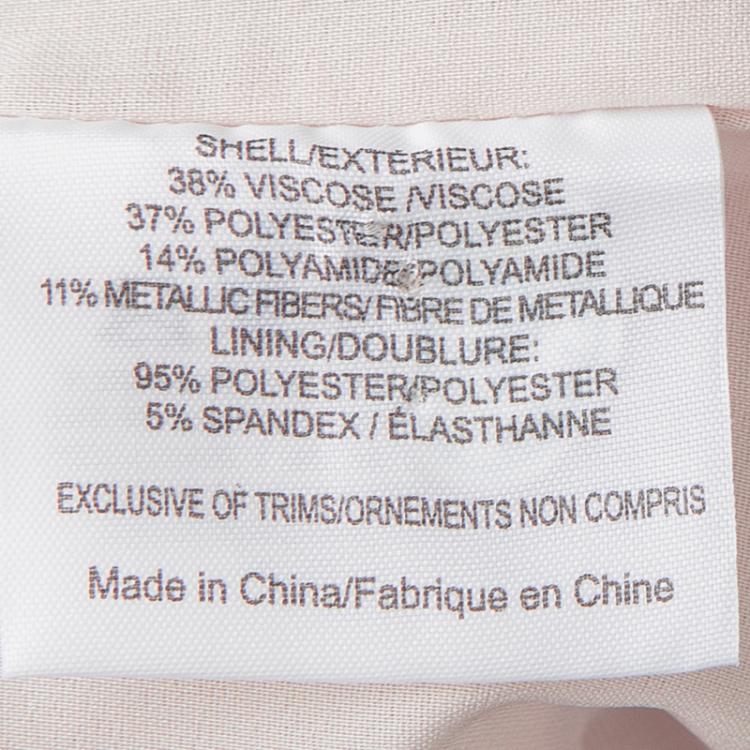 SHELL/EXTÉRIEUR:
38% VISCOSE /VISCOSE
37% POLYESTER/POLYESTER
14% POLYAMIDE/POLYAMIDE
11% METALLIC FIBERS/ FIBRE DE METALLIQUE
LINING/DOUBLURE:
95% POLYESTER/POLYESTER
5% SPANDEX / ÉLASTHANNE
EXCLUSIVE OF TRIMS/ORNEMENTS NON COMPRIS
Made in China/Fabrique en Chine